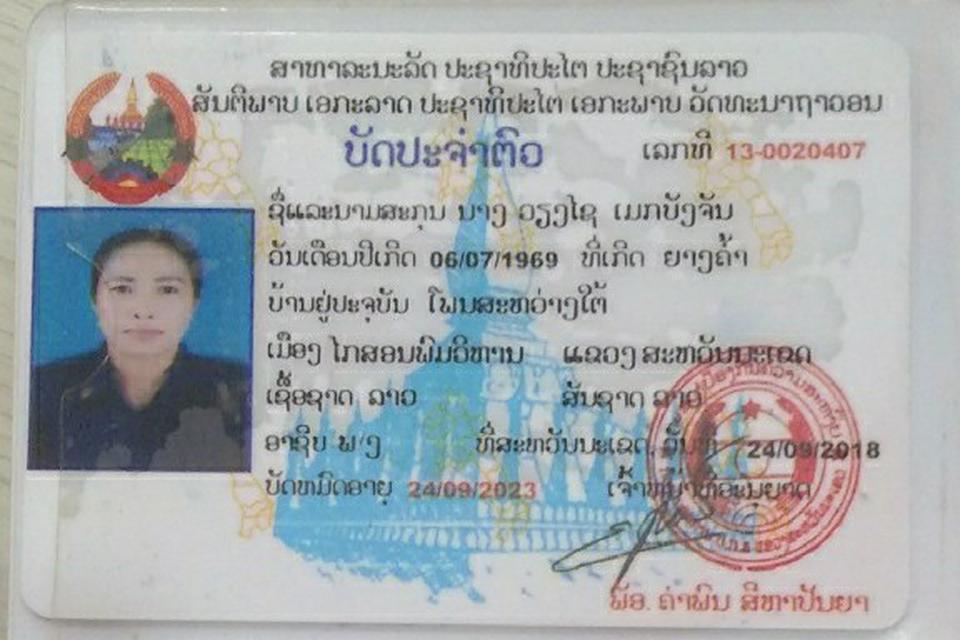 ສາທາລະນະລັດ ປະຊາທິປະໄຕ ປະຊາຊົນລາວ
ສັນຕິພາບ ເອກະລາດ ປະຊາທິປະໄຕ ເອກະພາບ ວັດທະນາຖາວອນ
ບັດປະຈຳຕົວ ເລກທີ 13-0020407
ຊື່ແລະນາມສະກຸນ ນາງ ວຽງໄຊ ເມກບັງຈັນ
ວັນເດືອນປີເກີດ 06/07/1969 ທີ່ເກີດ ຍາງຄ້ຳ
ບ້ານຢູ່ປະຈຸບັນ ໂພນສະຫວ່າງໃຕ້
ເມືອງ ໄກສອນພົມວິຫານ ແຂວງ ສະຫວັນນະເຂດ
ເຊື້ອຊາດ ລາວ ສັນຊາດ ລາວ
ອາຊີບ ພ/ງ ທີ່ສະຫວັນນະເຂດ, ວັນທີ 24/09/2018
ບັດຫມົດອາຍຸ 24/09/2023 ເຈົ້າຫນ້າທີ່ອະນຸຍາດ
ພັອ. ຄຳພົນ ສີຫາປັນຍາ